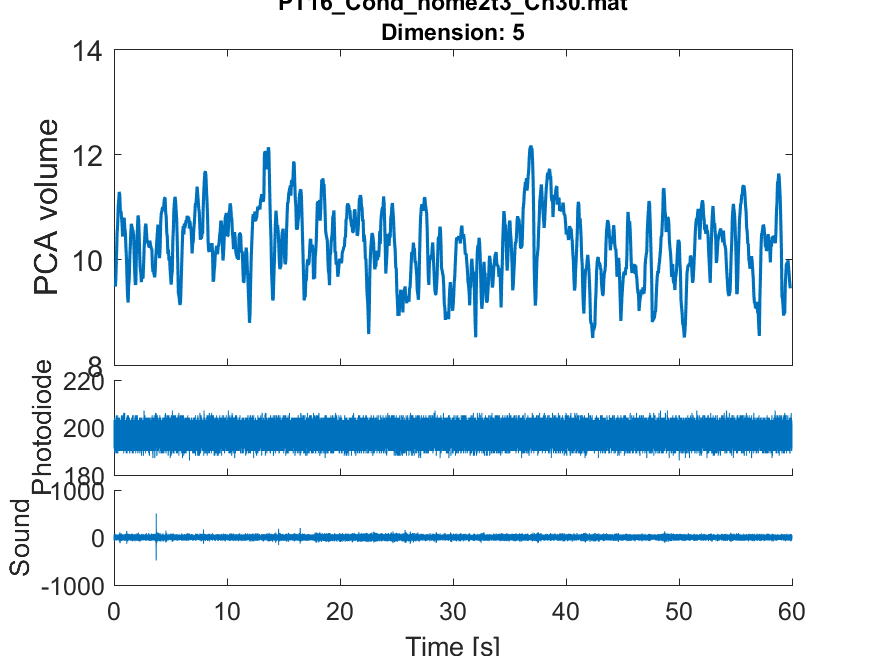 PT16_Cond_home2t3_Ch30.mat
Dimension: 5
14
12
10
8
PCA volume
220
200
180
Photodiode
1000
0
-1000
Sound
0 10 20 30 40 50 60
Time [s]